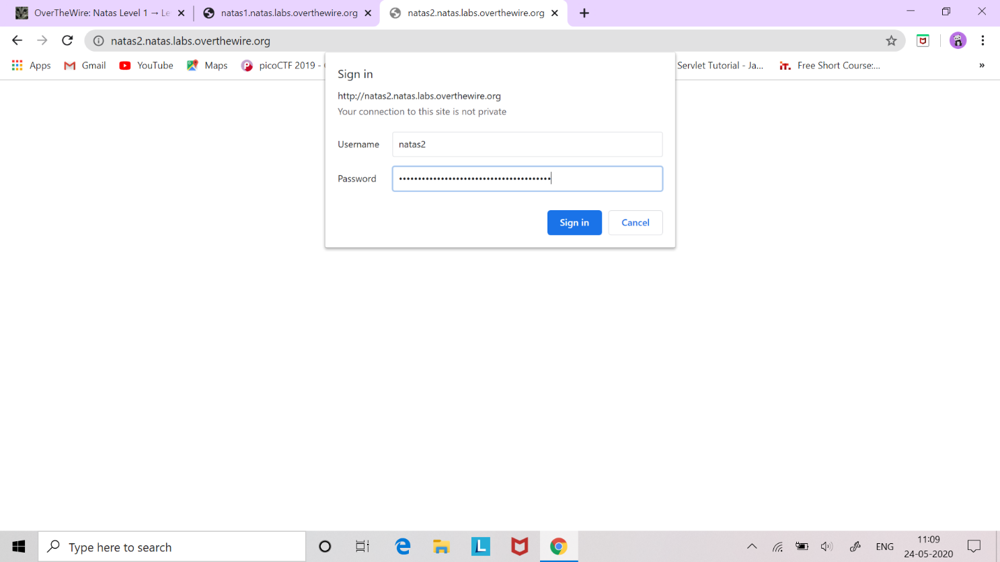 OverTheWire: Natas Level 1 → Le
natas1.natas.labs.overthewire.org
natas2.natas.labs.overthewire.org
natas2.natas.labs.overthewire.org
Apps
Gmail
YouTube
Maps
picoCTF 2019 -
Servlet Tutorial - Ja...
Free Short Course:...
Sign in
http://natas2.natas.labs.overthewire.org
Your connection to this site is not private
Username
natas2
Password
Sign in
Cancel
Type here to search
ENG
11:09
24-05-2020